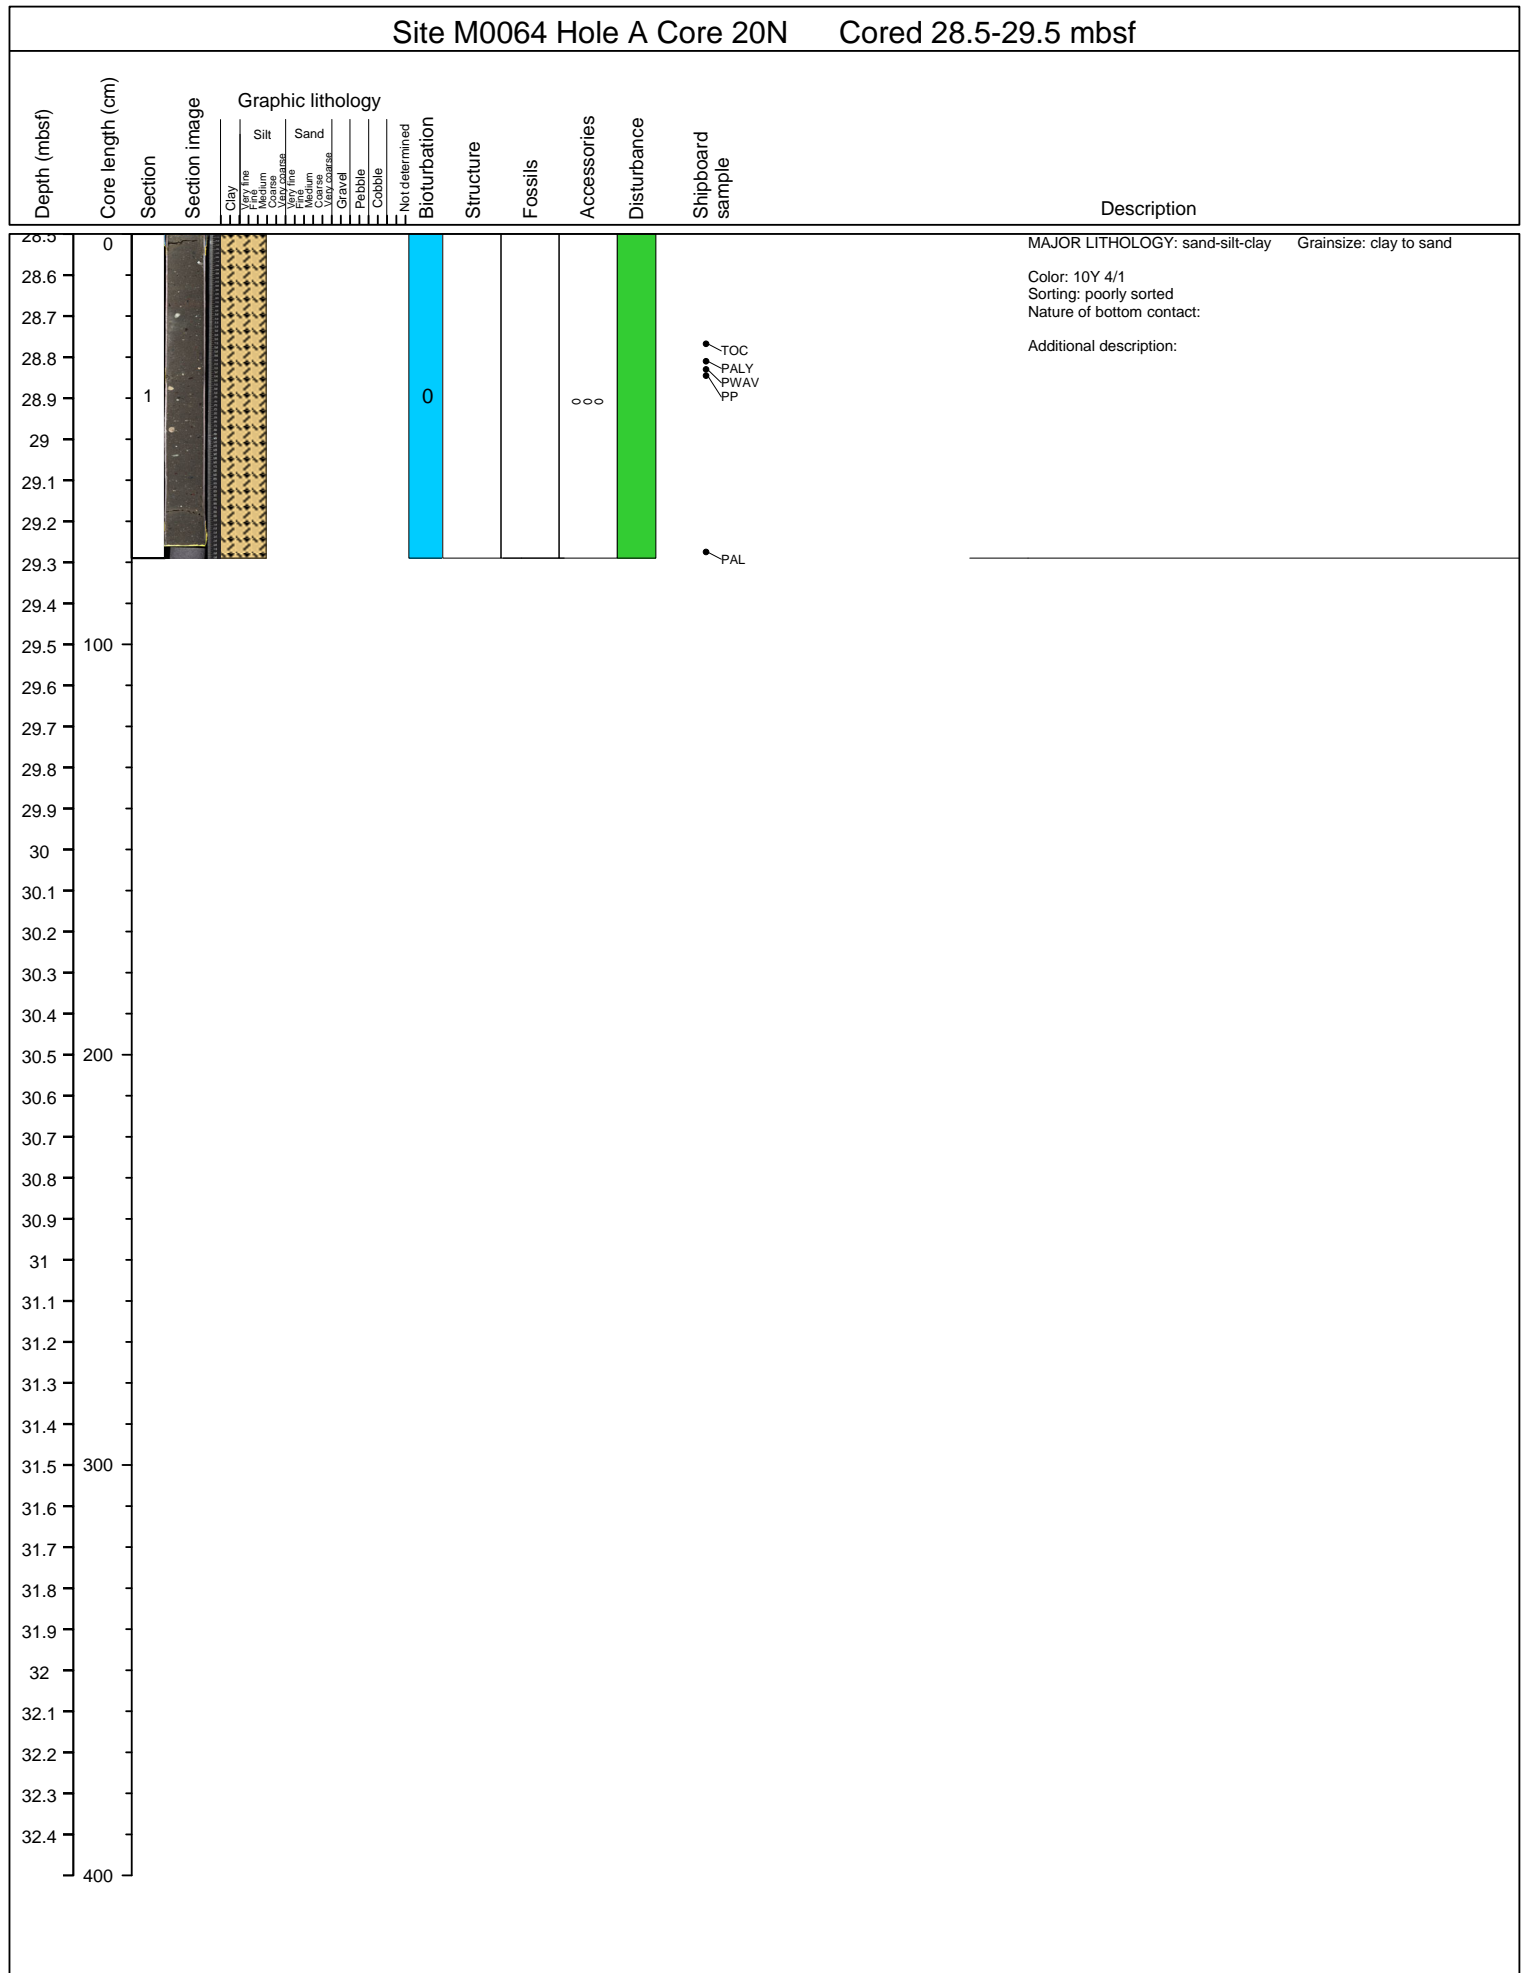 Site M0064 Hole A Core 20N Cored 28.5-29.5 mbsf
Depth (mbsf)
Core length (cm)
Section
Section image
Graphic lithology
Clay
Silt
Very fine
Fine
Medium
Coarse
Very coarse
Sand
Very fine
Fine
Medium
Coarse
Very coarse
Gravel
Pebble
Cobble
Not determined
Bioturbation
Structure
Fossils
Accessories
Disturbance
Shipboard
sample
Description
28.5 0
MAJOR LITHOLOGY: sand-silt-clay Grainsize: clay to sand
28.6
Color: 10Y 4/1
Sorting: poorly sorted
28.7
Nature of bottom contact:
Additional description:
28.8
TOC
PALY
PWAV
PP
28.9
1
0
29
29.1
29.2
29.3
PAL
29.4
29.5 100
29.6
29.7
29.8
29.9
30
30.1
30.2
30.3
30.4
30.5 200
30.6
30.7
30.8
30.9
31
31.1
31.2
31.3
31.4
31.5 300
31.6
31.7
31.8
31.9
32
32.1
32.2
32.3
32.4
400